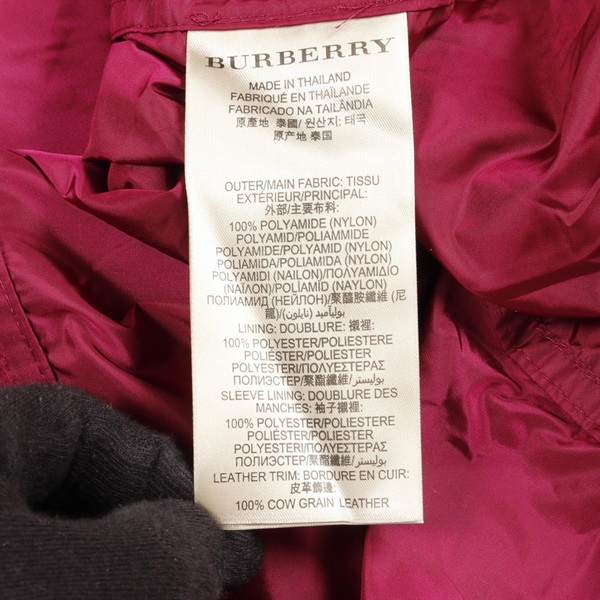 BURBERRY
MADE IN THAILAND
FABRIQUÉ EN THAÏLANDE
FABRICADO NA TAILÂNDIA
原產地 泰國/ 원산지: 태국
原产地 泰国
OUTER/MAIN FABRIC: TISSU
EXTÉRIEUR/PRINCIPAL:
外部/主要布料:
100% POLYAMIDE (NYLON)
POLYAMID/POLIAMMIDE
POLYAMIDE/POLYAMID (NYLON)
POLIAMIDA/POLIAMIDA (NYLON)
POLYAMIDI (NAILON)/ΠΟΛΥΑΜΙΔΙΟ
(ΝΑΪΛΟΝ)/POLİAMİD (NAYLON)
ПОЛИАМИД (НЕЙЛОН)/聚醯胺纖維 (尼
龍)/بوليأميد (نايلون)
LINING: DOUBLURE: 襯裡:
100% POLYESTER/POLIESTERE
POLIÉSTER/POLIESTER
POLYESTERI/ΠΟΛΥΕΣΤΕΡΑΣ
ПОЛИЭСТЕР/聚酯纖維/بوليستر
SLEEVE LINING: DOUBLURE DES
MANCHES: 袖子襯裡:
100% POLYESTER/POLIESTERE
POLIÉSTER/POLIESTER
POLYESTERI/ΠΟΛΥΕΣΤΕΡΑΣ
ПОЛИЭСТЕР/聚酯纖維/بوليستر
LEATHER TRIM: BORDÉ EN CUIR:
皮革飾邊:
100% COW GRAIN LEATHER